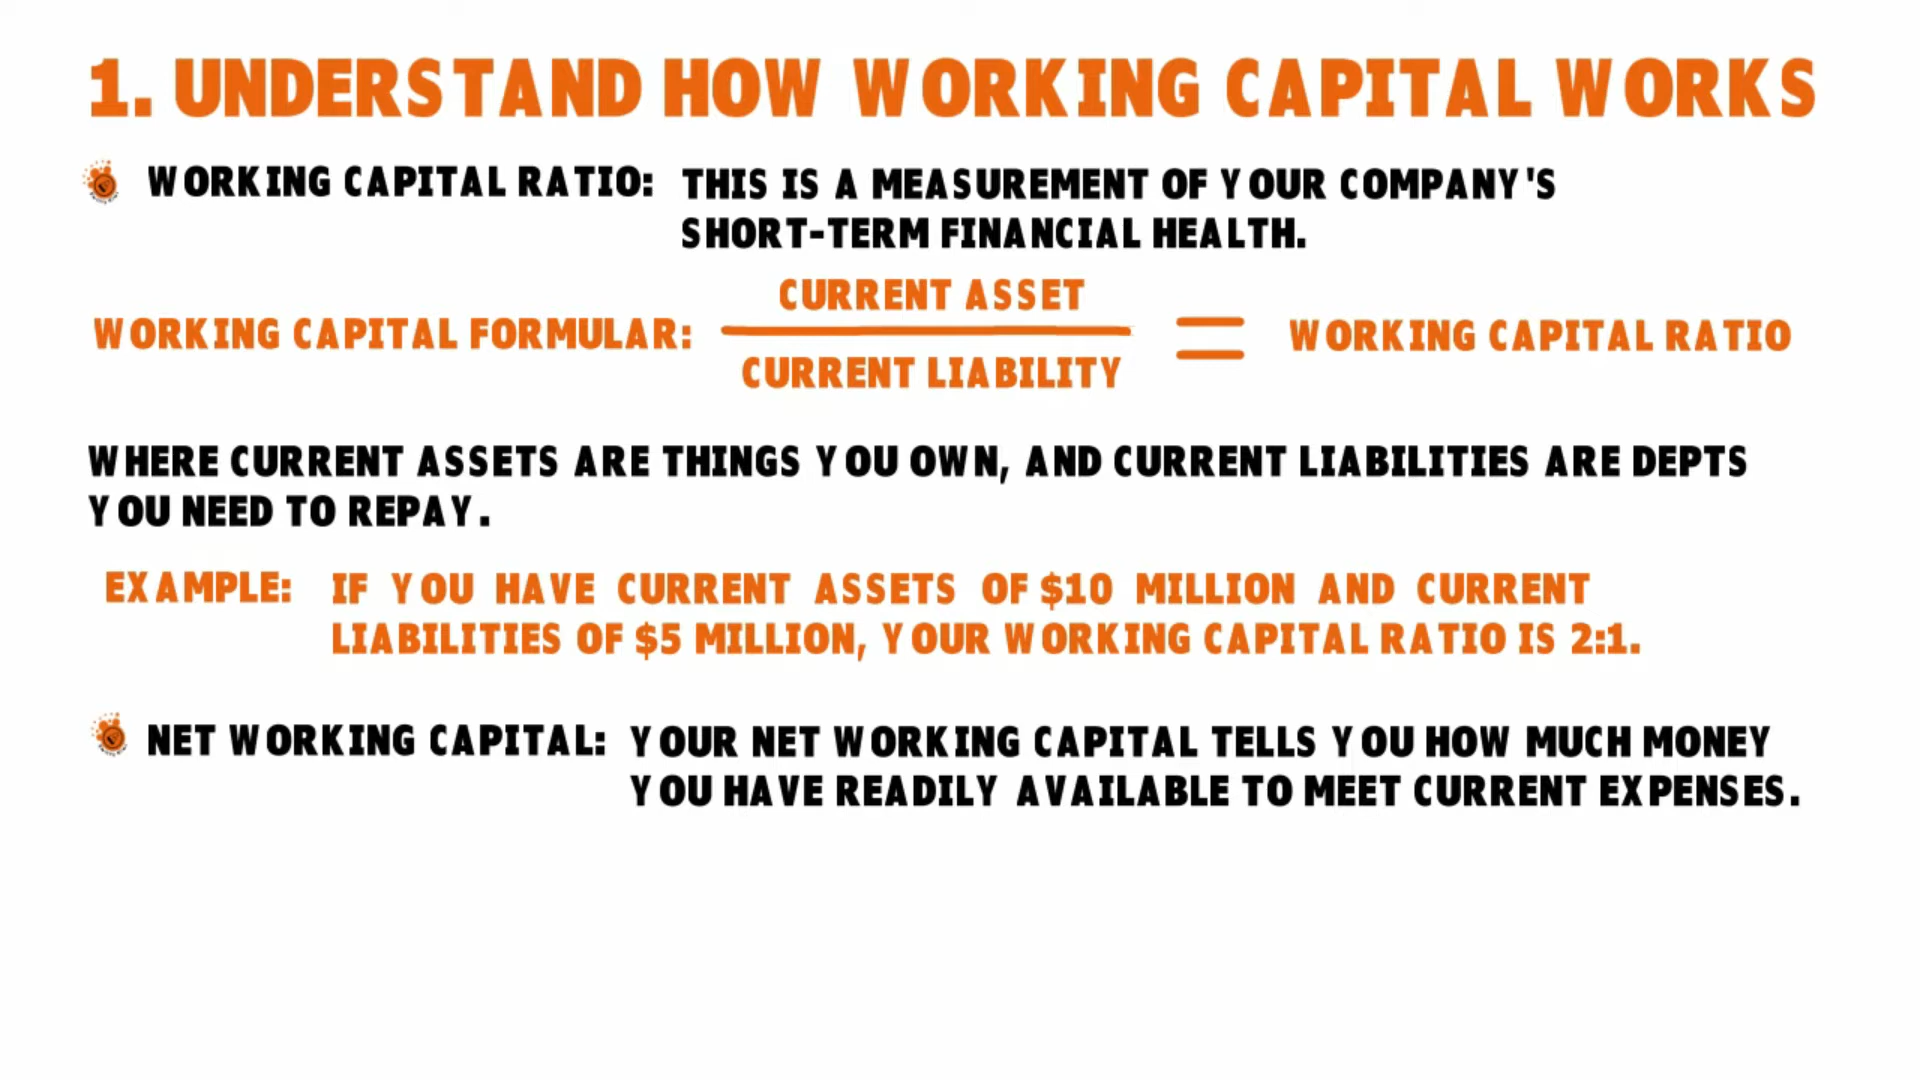 1. UNDERSTAND HOW WORKING CAPITAL WORKS
WORKING CAPITAL RATIO: THIS IS A MEASUREMENT OF YOUR COMPANY'S
SHORT-TERM FINANCIAL HEALTH.
CURRENT ASSET
WORKING CAPITAL FORMULAR: = WORKING CAPITAL RATIO
CURRENT LIABILITY
WHERE CURRENT ASSETS ARE THINGS YOU OWN, AND CURRENT LIABILITIES ARE DEPTS
YOU NEED TO REPAY.
EXAMPLE: IF YOU HAVE CURRENT ASSETS OF $10 MILLION AND CURRENT
LIABILITIES OF $5 MILLION, YOUR WORKING CAPITAL RATIO IS 2:1.
NET WORKING CAPITAL: YOUR NET WORKING CAPITAL TELLS YOU HOW MUCH MONEY
YOU HAVE READILY AVAILABLE TO MEET CURRENT EXPENSES.